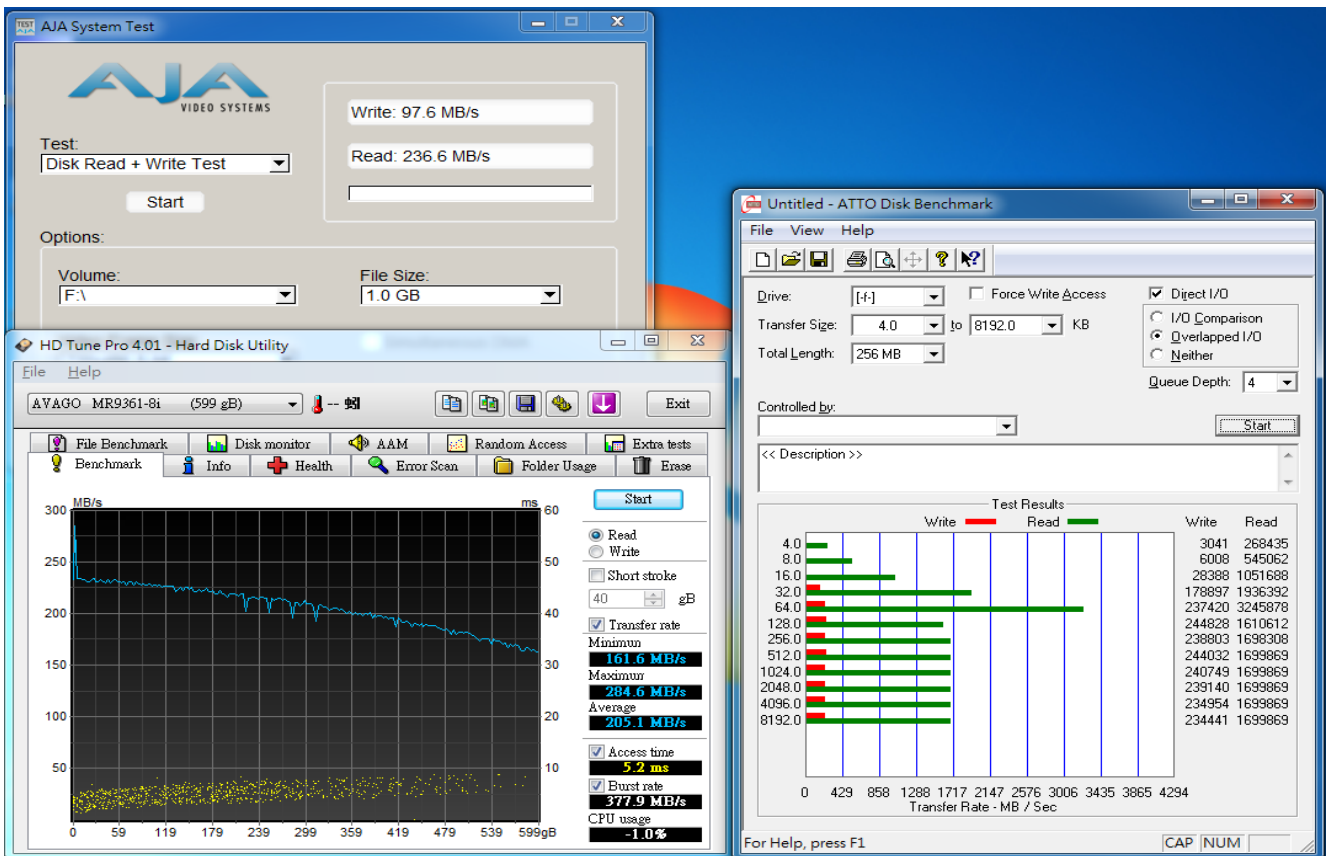 AJA System Test
AJA
VIDEO SYSTEMS
Write: 97.6 MB/s
Test:
Disk Read + Write Test
Read: 236.6 MB/s
Start
Options:
Volume:
F:\
File Size:
1.0 GB
HD Tune Pro 4.01 - Hard Disk Utility
File Help
AVAGO MR9361-8i (599 gB)
-- 蚓
Exit
File Benchmark
Disk monitor
AAM
Random Access
Extra tests
Benchmark
Info
Health
Error Scan
Folder Usage
Erase
MB/s
ms
300
250
200
150
100
50
60
50
40
30
20
10
0 59 119 179 239 299 359 419 479 539 599gB
Start
Read
Write
Short stroke
40 gB
Transfer rate
Minimun
161.6 MB/s
Maximun
284.6 MB/s
Average
205.1 MB/s
Access time
5.2 ms
Burst rate
377.9 MB/s
CPU usage
-1.0%
Untitled - ATTO Disk Benchmark
File View Help
Drive: [-f-]
Force Write Access
Direct I/O
Transfer Size: 4.0 to 8192.0 KB
I/O Comparison
Overlapped I/O
Total Length: 256 MB
Neither
Queue Depth: 4
Controlled by:
Start
<< Description >>
Test Results
Write Read Write Read
4.0 3041 268435
8.0 6008 545062
16.0 28388 1051688
32.0 178897 1936392
64.0 237420 3245878
128.0 244828 1610612
256.0 238803 1698308
512.0 244032 1699869
1024.0 240749 1699869
2048.0 239140 1699869
4096.0 234954 1699869
8192.0 234441 1699869
0 429 858 1288 1717 2147 2576 3006 3435 3865 4294
Transfer Rate - MB / Sec
For Help, press F1
CAP NUM